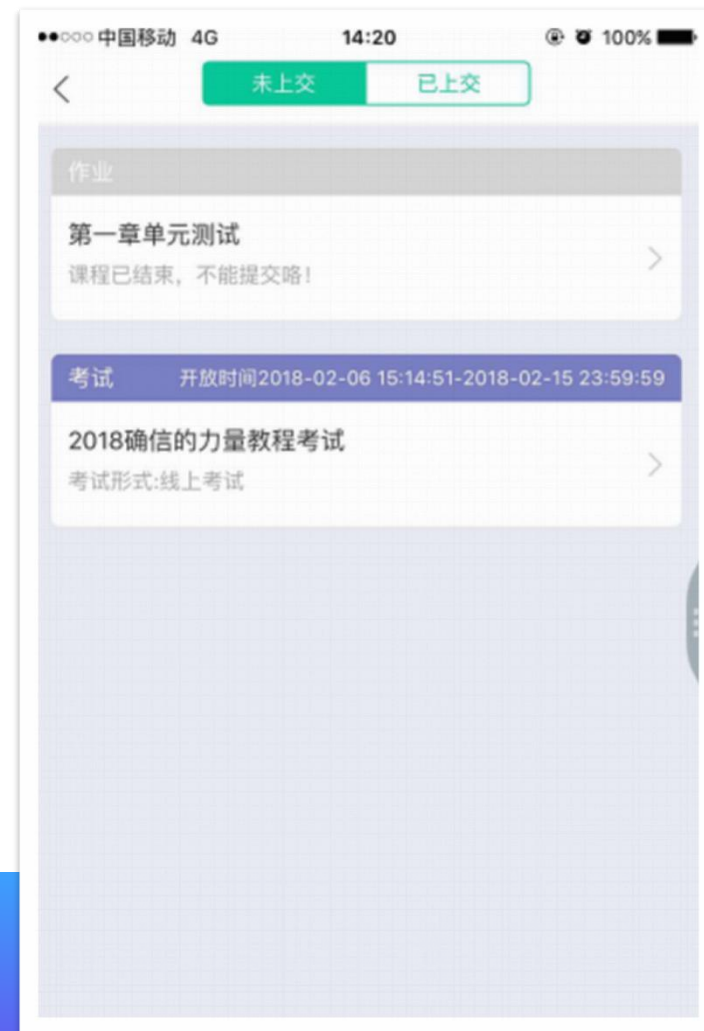 中国移动 4G 14:20 100%
未上交 已上交
作业
第一章单元测试
课程已结束，不能提交咯！
考试 开放时间2018-02-06 15:14:51-2018-02-15 23:59:59
2018确信的力量教程考试
考试形式:线上考试